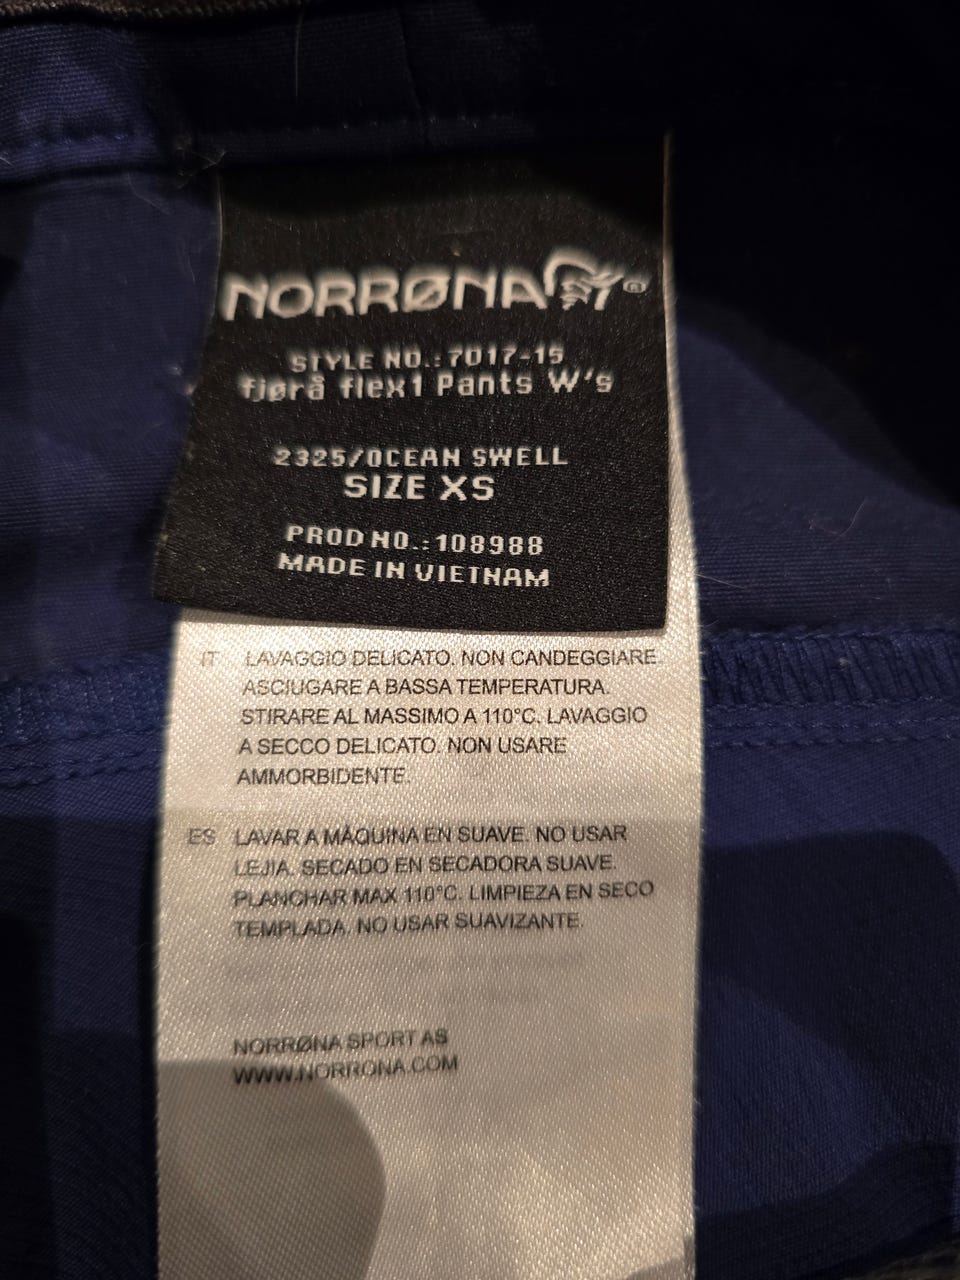 NORRØNA®
STYLE NO.:7017-15
fjørå flex1 Pants W's
2325/OCEAN SWELL
SIZE XS
PROD NO.:108988
MADE IN VIETNAM
IT LAVAGGIO DELICATO. NON CANDEGGIARE.
ASCIUGARE A BASSA TEMPERATURA.
STIRARE AL MASSIMO A 110°C. LAVAGGIO
A SECCO DELICATO. NON USARE
AMMORBIDENTE.
ES LAVAR A MÁQUINA EN SUAVE. NO USAR
LEJIA. SECADO EN SECADORA SUAVE.
PLANCHAR MAX 110°C. LIMPIEZA EN SECO
TEMPLADA. NO USAR SUAVIZANTE.
NORRØNA SPORT AS
WWW.NORRONA.COM